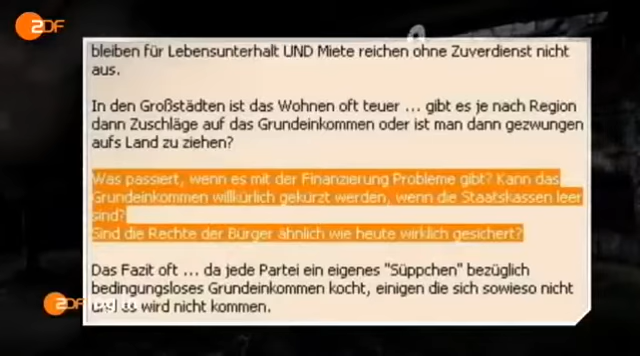 ZDF
bleiben für Lebensunterhalt UND Miete reichen ohne Zuverdienst nicht
aus.
In den Großstädten ist das Wohnen oft teuer ... gibt es je nach Region
dann Zuschläge auf das Grundeinkommen oder ist man dann gezwungen
aufs Land zu ziehen?
Was passiert, wenn es mit der Finanzierung Probleme gibt? Kann das
Grundeinkommen willkürlich gekürzt werden, wenn die Staatskassen leer
sind?
Sind die Rechte der Bürger ähnlich wie heute wirklich gesichert?
Das Fazit oft ... da jede Partei ein eigenes "Süppchen" bezüglich
bedingungsloses Grundeinkommen kocht, einigen die sich sowieso nicht
es wird nicht kommen.
ZDF